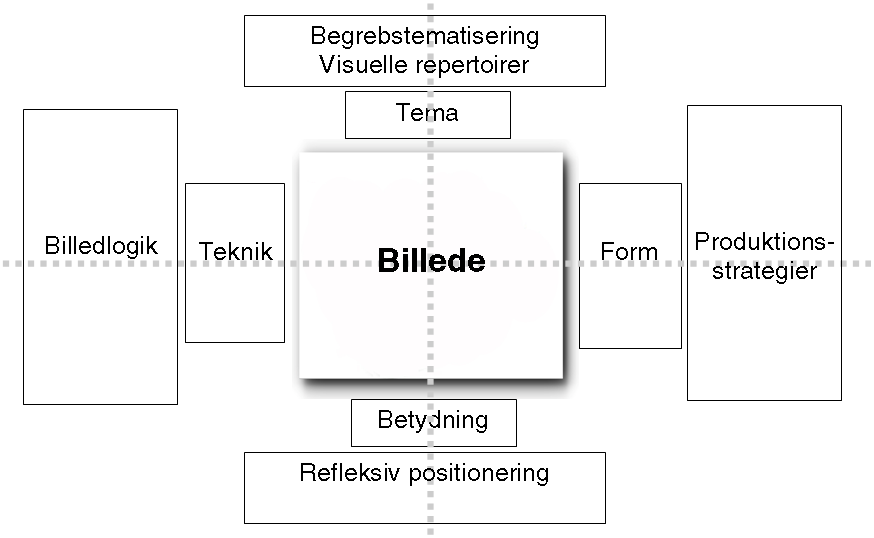 Begrebstematisering
Visuelle repertoirer
Tema
Billedlogik
Teknik
Billede
Form
Produktions-
strategier
Betydning
Refleksiv positionering